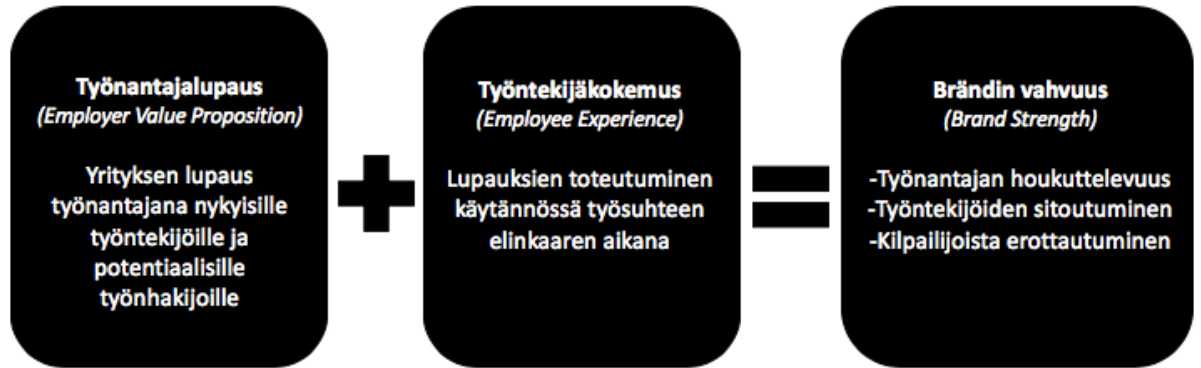 Työnantajalupaus
(Employer Value Proposition)
Yrityksen lupaus
työnantajana nykyisille
työntekijöille ja
potentiaalisille
työnhakijoille
Työntekijäkokemus
(Employee Experience)
Lupauksien toteutuminen
käytännössä työsuhteen
elinkaaren aikana
Brändin vahvuus
(Brand Strength)
-Työnantajan houkuttelevuus
-Työntekijöiden sitoutuminen
-Kilpailijoista erottautuminen